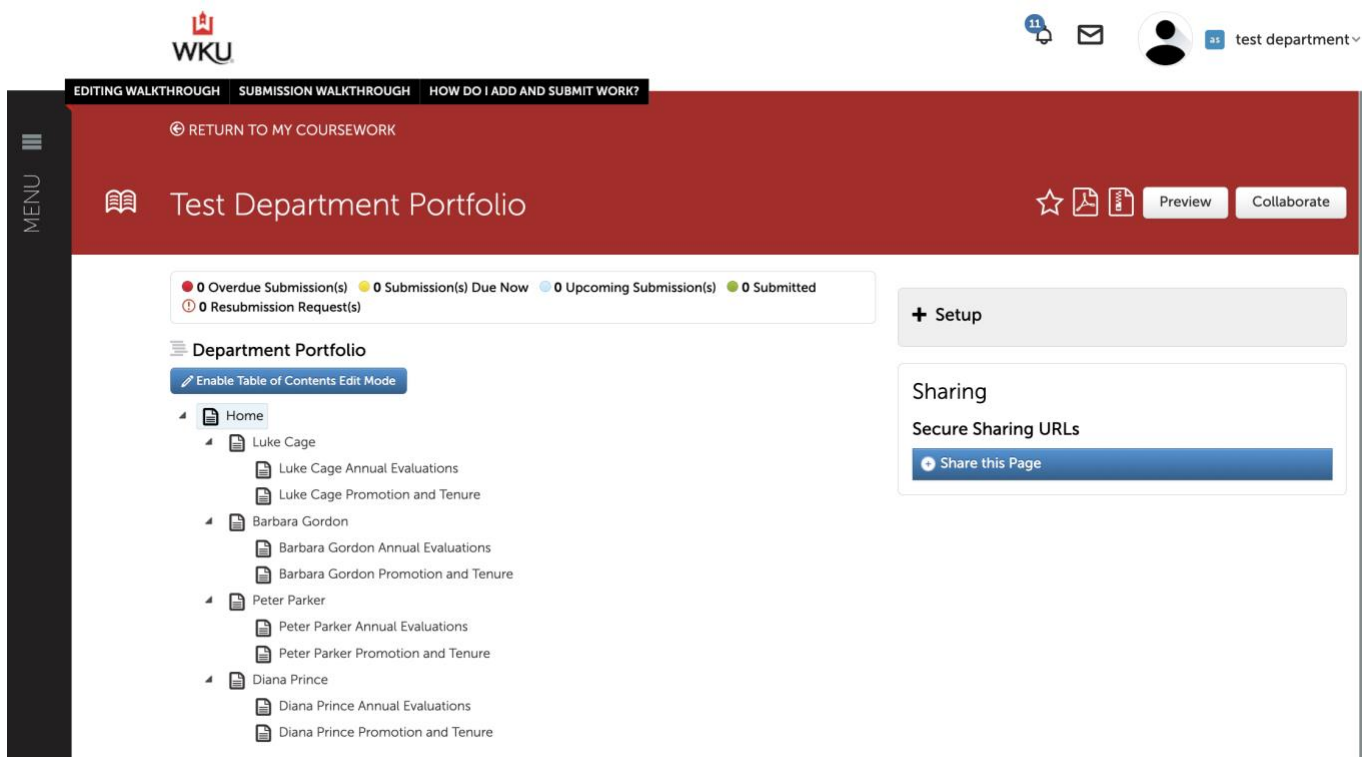 WKU
11
as test department
EDITING WALKTHROUGH SUBMISSION WALKTHROUGH HOW DO I ADD AND SUBMIT WORK?
MENU
RETURN TO MY COURSEWORK
Test Department Portfolio
Preview Collaborate
0 Overdue Submission(s) 0 Submission(s) Due Now 0 Upcoming Submission(s) 0 Submitted
0 Resubmission Request(s)
Department Portfolio
Enable Table of Contents Edit Mode
Home
Luke Cage
Luke Cage Annual Evaluations
Luke Cage Promotion and Tenure
Barbara Gordon
Barbara Gordon Annual Evaluations
Barbara Gordon Promotion and Tenure
Peter Parker
Peter Parker Annual Evaluations
Peter Parker Promotion and Tenure
Diana Prince
Diana Prince Annual Evaluations
Diana Prince Promotion and Tenure
Setup
Sharing
Secure Sharing URLs
Share this Page